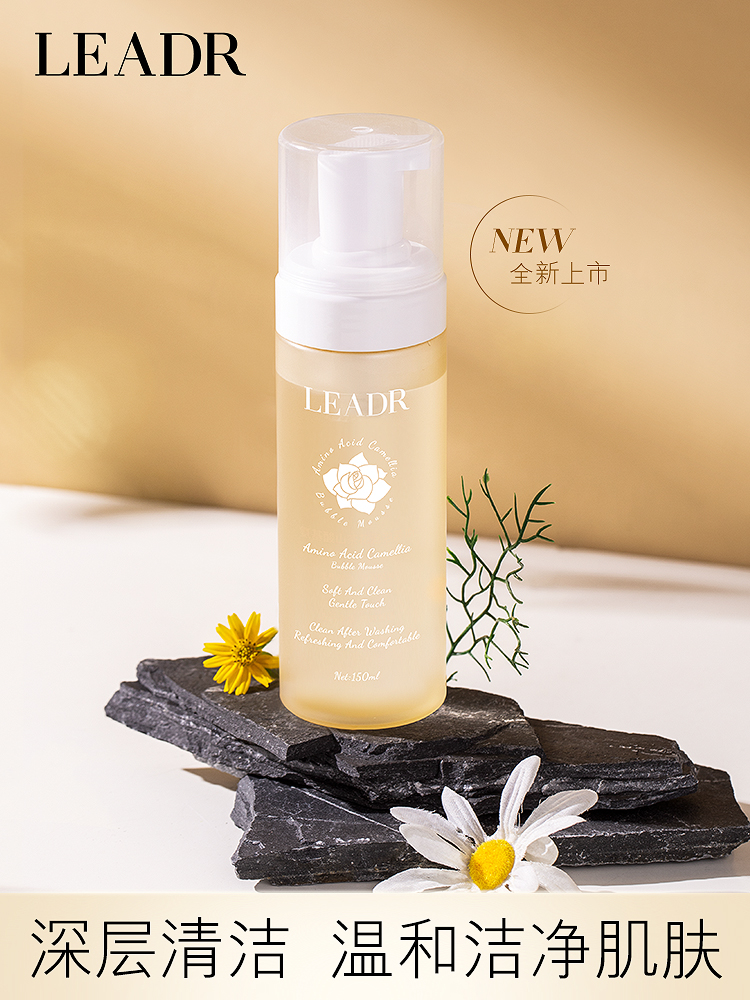 LEADR
NEW
全新上市
LEADR
Amino Acid Camellia
Bubble Mousse
Amino Acid Camellia
Bubble Mousse
Soft And Clean
Gentle Touch
Clean After Washing
Refreshing And Comfortable
Net:150ml
深层清洁 温和洁净肌肤